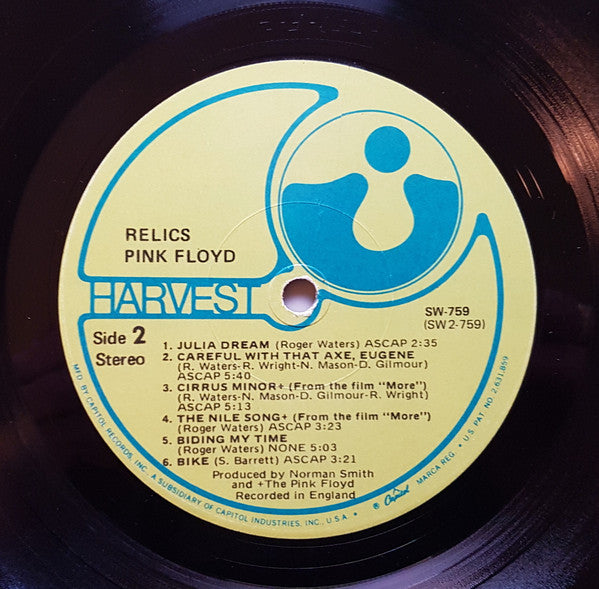 RELICS
PINK FLOYD
HARVEST
SW-759
(SW2-759)
Side 2
Stereo
1. JULIA DREAM (Roger Waters) ASCAP 2:35
2. CAREFUL WITH THAT AXE, EUGENE
(R. Waters-R. Wright-N. Mason-D. Gilmour)
ASCAP 5:40
3. CIRRUS MINOR+ (From the film "More")
(R. Waters-N. Mason-D. Gilmour-R. Wright)
ASCAP 5:13
4. THE NILE SONG+ (From the film "More")
(Roger Waters) ASCAP 3:23
5. BIDING MY TIME
(Roger Waters) NONE 5:03
6. BIKE (S. Barrett) ASCAP 3:21
Produced by Norman Smith
and +The Pink Floyd
Recorded in England
MFD. BY CAPITOL RECORDS, INC., A SUBSIDIARY OF CAPITOL INDUSTRIES, INC., U.S.A. • ® Capitol MARCA REG. • U.S. PAT. NO. 2,631,859